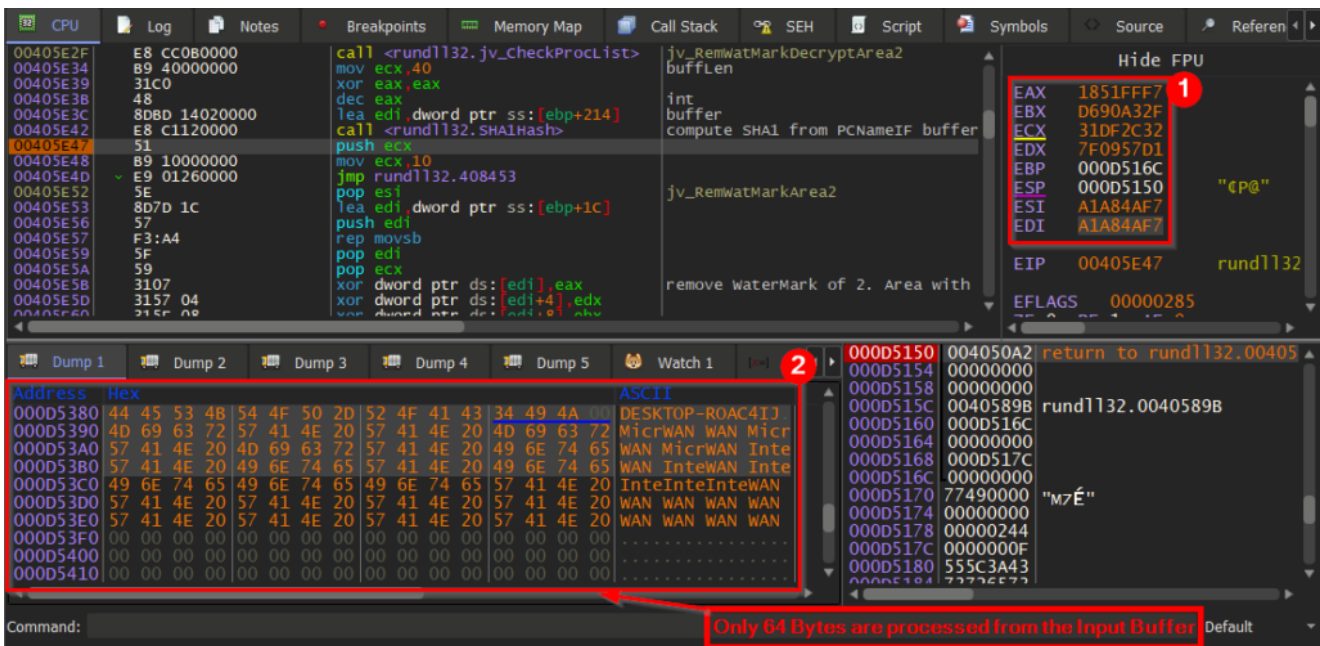 CPU Log Notes Breakpoints Memory Map Call Stack SEH Script Symbols Source Referen
00405E2F E8 CC0B0000 call <rundll32.jv_CheckProcList> jv_RemWatMarkDecryptArea2
00405E34 B9 40000000 mov ecx,40 buffLen
00405E39 31C0 xor eax,eax
00405E3B 48 dec eax int
00405E3C 8DBD 14020000 lea edi,dword ptr ss:[ebp+214] buffer
00405E42 E8 C1120000 call <rundll32.SHA1Hash> compute SHA1 from PCNameIF buffer
00405E47 51 push ecx
00405E48 B9 10000000 mov ecx,10
00405E4D E9 01260000 jmp rundll32.408453
00405E52 5E pop esi jv_RemWatMarkArea2
00405E53 8D7D 1C lea edi,dword ptr ss:[ebp+1C]
00405E56 57 push edi
00405E57 F3:A4 rep movsb
00405E59 5F pop edi
00405E5A 59 pop ecx
00405E5B 3107 xor dword ptr ds:[edi],eax remove WaterMark of 2. Area with
00405E5D 3157 04 xor dword ptr ds:[edi+4],edx
00405E60 315F 08 xor dword ptr ds:[edi+8],ebx
Hide FPU
1
EAX 1851FFF7
EBX D690A32F
ECX 31DF2C32
EDX 7F0957D1
EBP 000D516C
ESP 000D5150 "¢P@"
ESI A1A84AF7
EDI A1A84AF7
EIP 00405E47 rundll32
EFLAGS 00000285
Dump 1 Dump 2 Dump 3 Dump 4 Dump 5 Watch 1
2
Address Hex ASCII
000D5380 44 45 53 4B 54 4F 50 2D 52 4F 41 43 34 49 4A 00 DESKTOP-ROAC4IJ.
000D5390 4D 69 63 72 57 41 4E 20 57 41 4E 20 4D 69 63 72 MicrWAN WAN Micr
000D53A0 57 41 4E 20 4D 69 63 72 57 41 4E 20 49 6E 74 65 WAN MicrWAN Inte
000D53B0 57 41 4E 20 49 6E 74 65 57 41 4E 20 49 6E 74 65 WAN InteWAN Inte
000D53C0 49 6E 74 65 49 6E 74 65 49 6E 74 65 57 41 4E 20 InteInteInteWAN
000D53D0 57 41 4E 20 57 41 4E 20 57 41 4E 20 57 41 4E 20 WAN WAN WAN WAN
000D53E0 57 41 4E 20 57 41 4E 20 57 41 4E 20 57 41 4E 20 WAN WAN WAN WAN
000D53F0 00 00 00 00 00 00 00 00 00 00 00 00 00 00 00 00 ................
000D5400 00 00 00 00 00 00 00 00 00 00 00 00 00 00 00 00 ................
000D5410 00 00 00 00 00 00 00 00 00 00 00 00 00 00 00 00 ................
000D5150 004050A2 return to rundll32.00405
000D5154 00000000
000D5158 00000000
000D515C 0040589B rundll32.0040589B
000D5160 000D516C
000D5164 00000000
000D5168 000D517C
000D516C 00000000
000D5170 77490000 "MZÉ"
000D5174 00000000
000D5178 00000244
000D517C 0000000F
000D5180 555C3A43
000D5184 73726573
Only 64 Bytes are processed from the Input Buffer
Command: Default